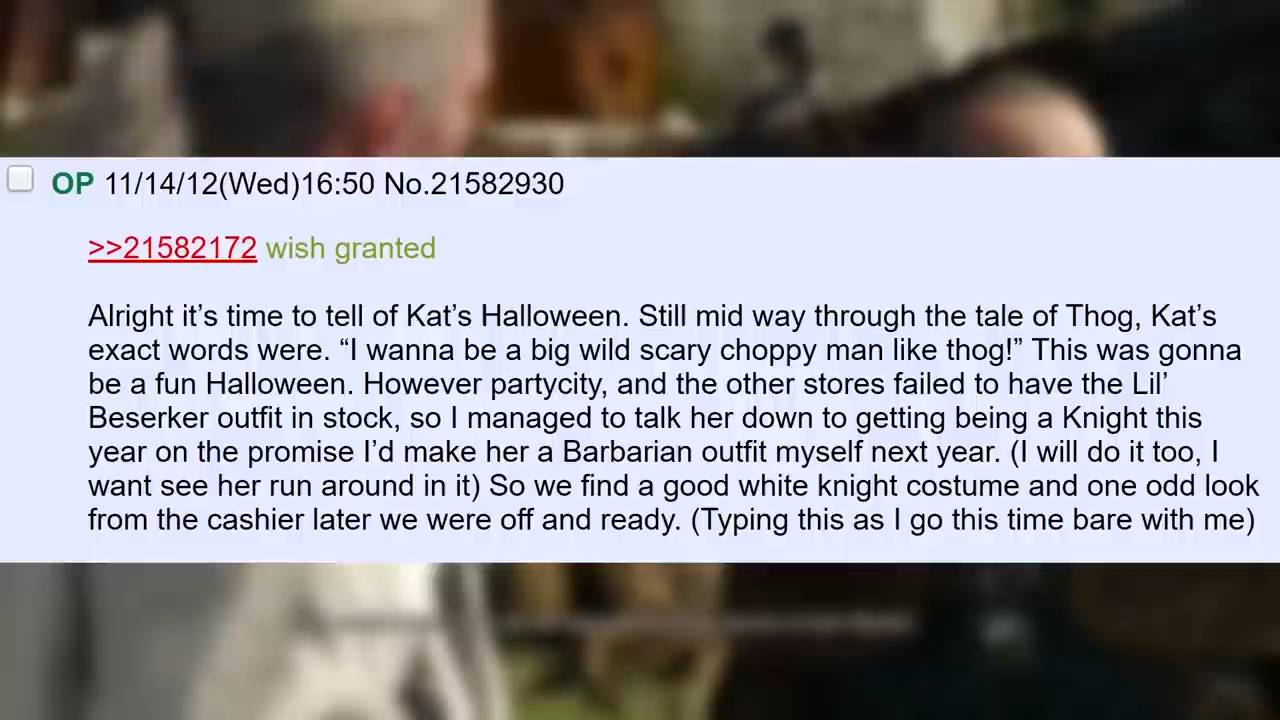 OP 11/14/12(Wed)16:50 No.21582930
>>21582172 wish granted
Alright it’s time to tell of Kat’s Halloween. Still mid way through the tale of Thog, Kat’s
exact words were. “I wanna be a big wild scary choppy man like thog!” This was gonna
be a fun Halloween. However partycity, and the other stores failed to have the Lil’
Beserker outfit in stock, so I managed to talk her down to getting being a Knight this
year on the promise I’d make her a Barbarian outfit myself next year. (I will do it too, I
want see her run around in it) So we find a good white knight costume and one odd look
from the cashier later we were off and ready. (Typing this as I go this time bare with me)